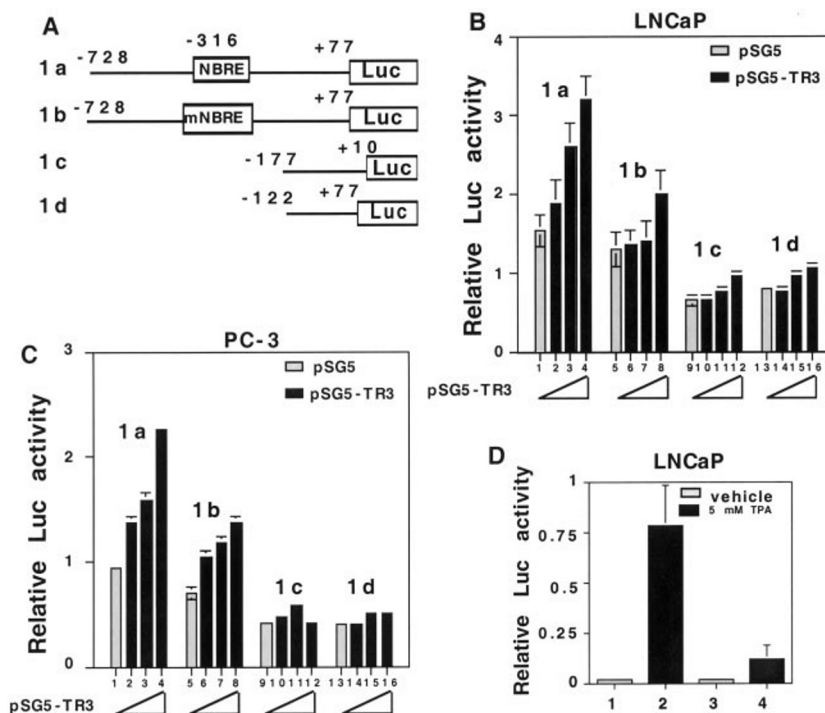 A
-316
1a -728 NBRE +77 Luc
1b -728 mNBRE +77 Luc
1c -177 +10 Luc
1d -122 +77 Luc
B
LNCaP
Relative Luc activity
4
3
2
1
0
pSG5
pSG5-TR3
1a
1b
1c
1d
1 2 3 4 5 6 7 8 9 10 11 12 13 14 15 16
pSG5-TR3
C
PC-3
Relative Luc activity
3
2
1
0
pSG5
pSG5-TR3
1a
1b
1c
1d
1 2 3 4 5 6 7 8 9 10 11 12 13 14 15 16
pSG5-TR3
D
LNCaP
Relative Luc activity
1
0.75
0.5
0.25
0
vehicle
5 mM TPA
1 2 3 4